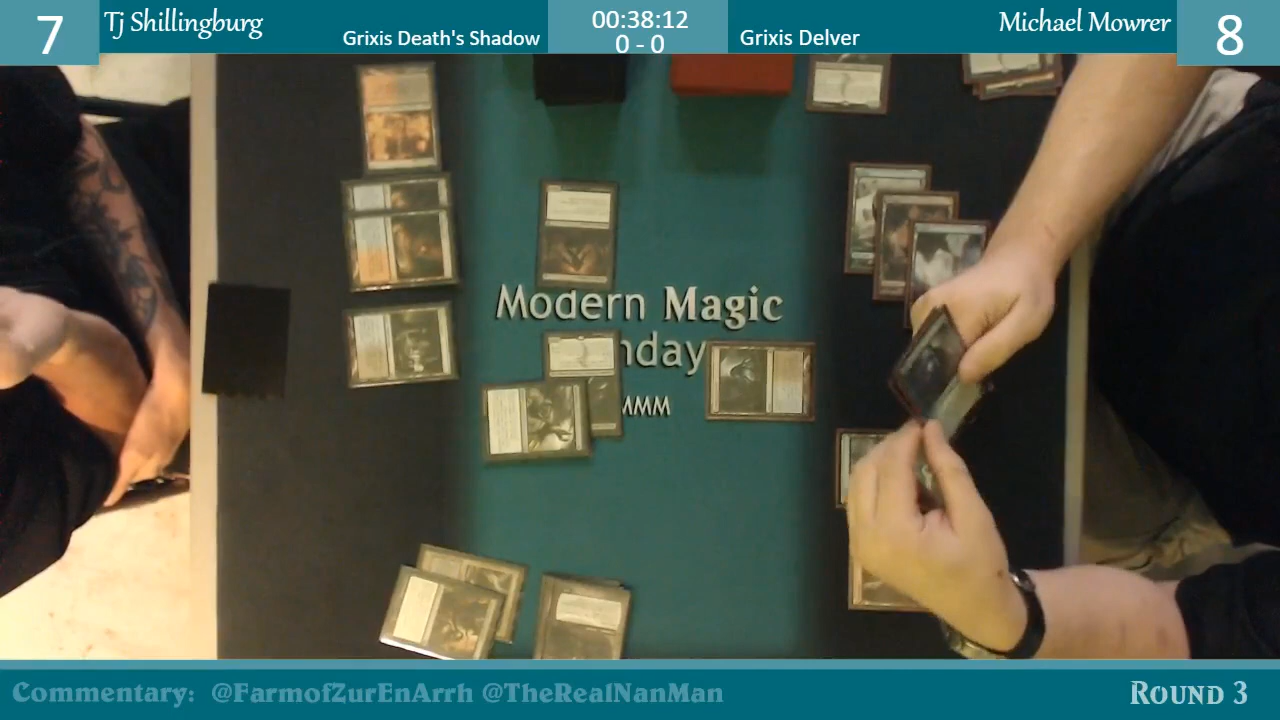 7
Tj Shillingburg
Grixis Death's Shadow
00:38:12
0 - 0
Grixis Delver
Michael Mowrer
8
Modern Magic
nday
MMM
Commentary: @FarmofZurEnArrh @TheRealNanMan
ROUND 3